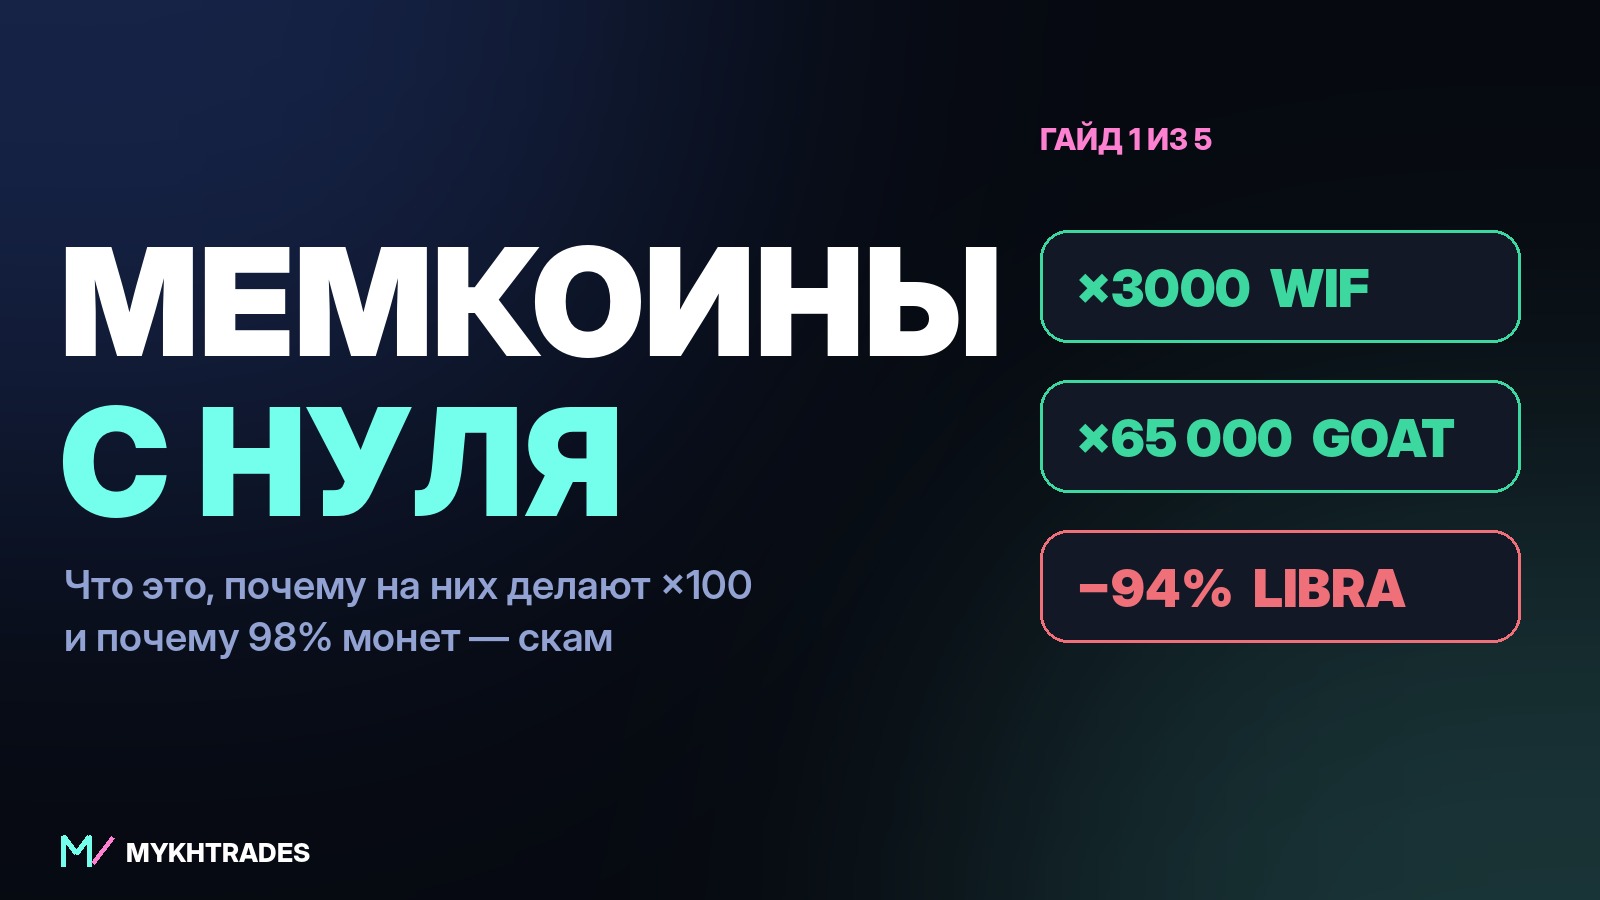 ГАЙД 1 ИЗ 5
МЕМКОИНЫ
С НУЛЯ
Что это, почему на них делают ×100
и почему 98% монет — скам
×3000 WIF
×65 000 GOAT
−94% LIBRA
MYKHTRADES